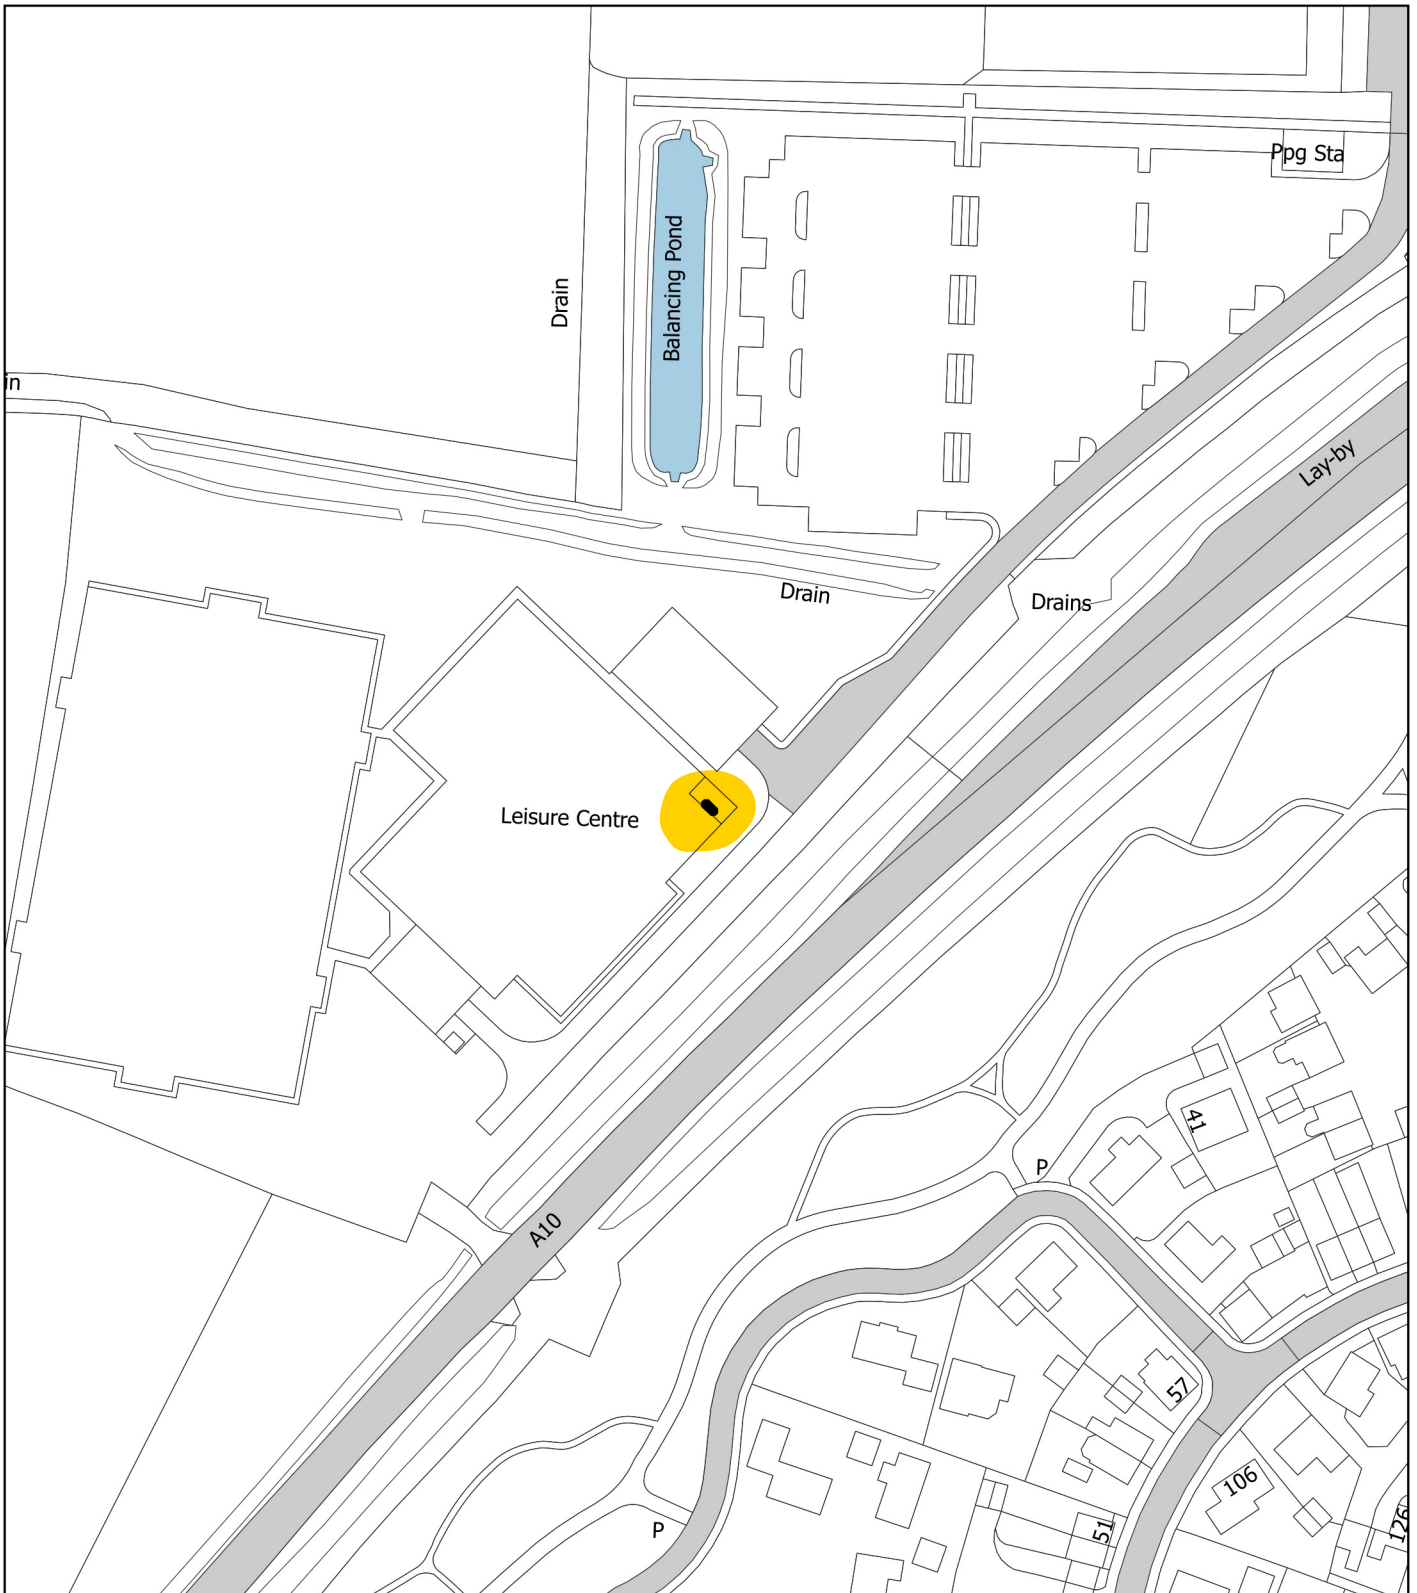 Ppg Sta
Balancing Pond
Drain
in
Lay-by
Drain
Drains
Leisure Centre
41
P
A10
57
106
51
126
P